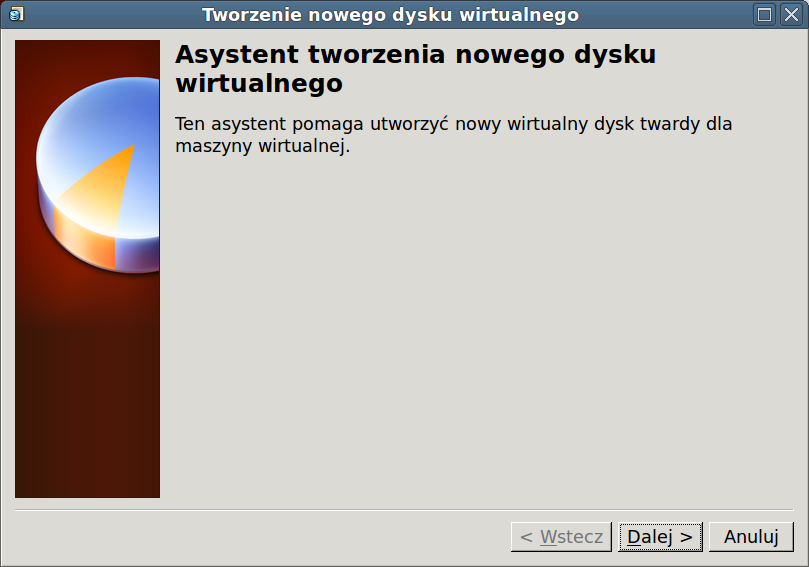 Tworzenie nowego dysku wirtualnego
Asystent tworzenia nowego dysku
wirtualnego
Ten asystent pomaga utworzyć nowy wirtualny dysk twardy dla
maszyny wirtualnej.
< Wstecz
Dalej >
Anuluj